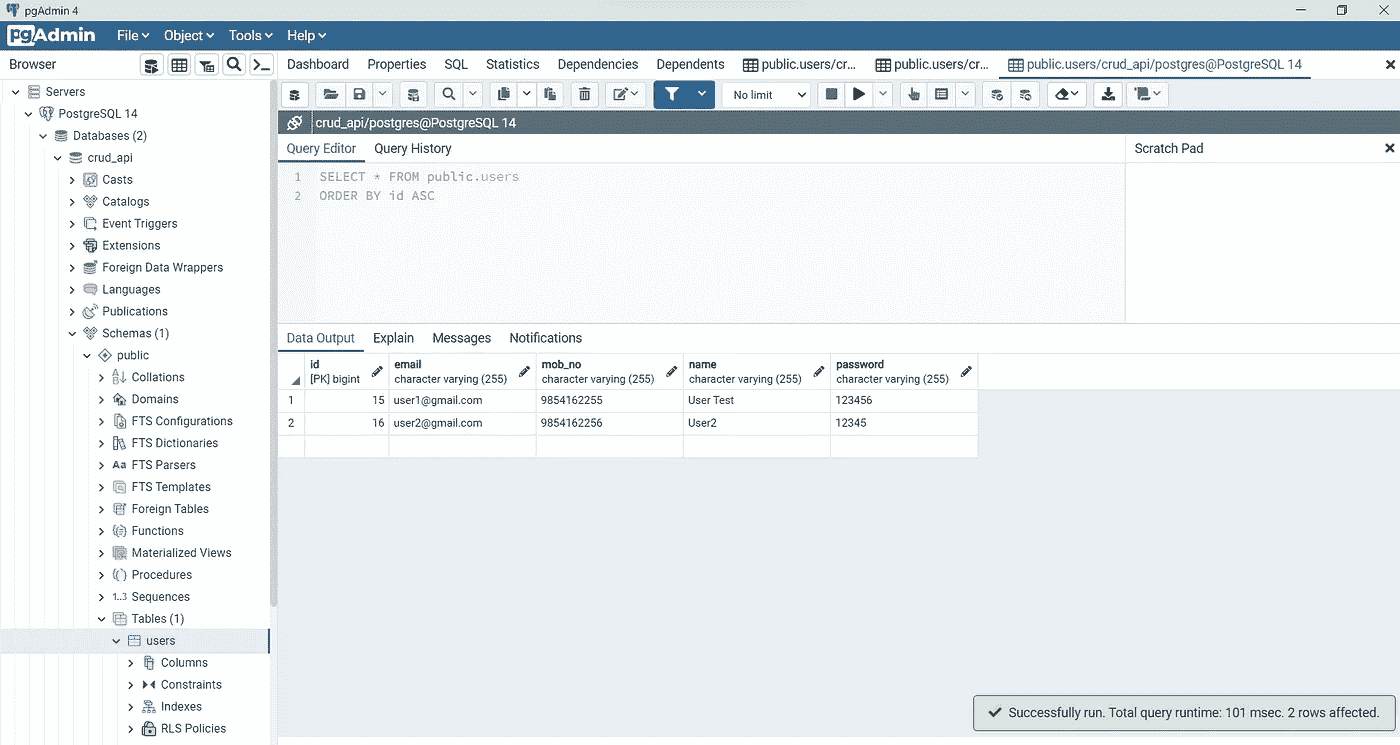 pgAdmin 4
pgAdmin File Object Tools Help
Browser
Dashboard Properties SQL Statistics Dependencies Dependents public.users/cr... public.users/cr... public.users/crud_api/postgres@PostgreSQL 14
Servers
PostgreSQL 14
Databases (2)
crud_api
Casts
Catalogs
Event Triggers
Extensions
Foreign Data Wrappers
Languages
Publications
Schemas (1)
public
Collations
Domains
FTS Configurations
FTS Dictionaries
Aa FTS Parsers
FTS Templates
Foreign Tables
Functions
Materialized Views
Procedures
1..3 Sequences
Tables (1)
users
Columns
Constraints
Indexes
RLS Policies
No limit
crud_api/postgres@PostgreSQL 14
Query Editor Query History
Scratch Pad
1 SELECT * FROM public.users
2 ORDER BY id ASC
Data Output Explain Messages Notifications
id email mob_no name password
[PK] bigint character varying (255) character varying (255) character varying (255) character varying (255)
1 15 user1@gmail.com 9854162255 User Test 123456
2 16 user2@gmail.com 9854162256 User2 12345
Successfully run. Total query runtime: 101 msec. 2 rows affected.